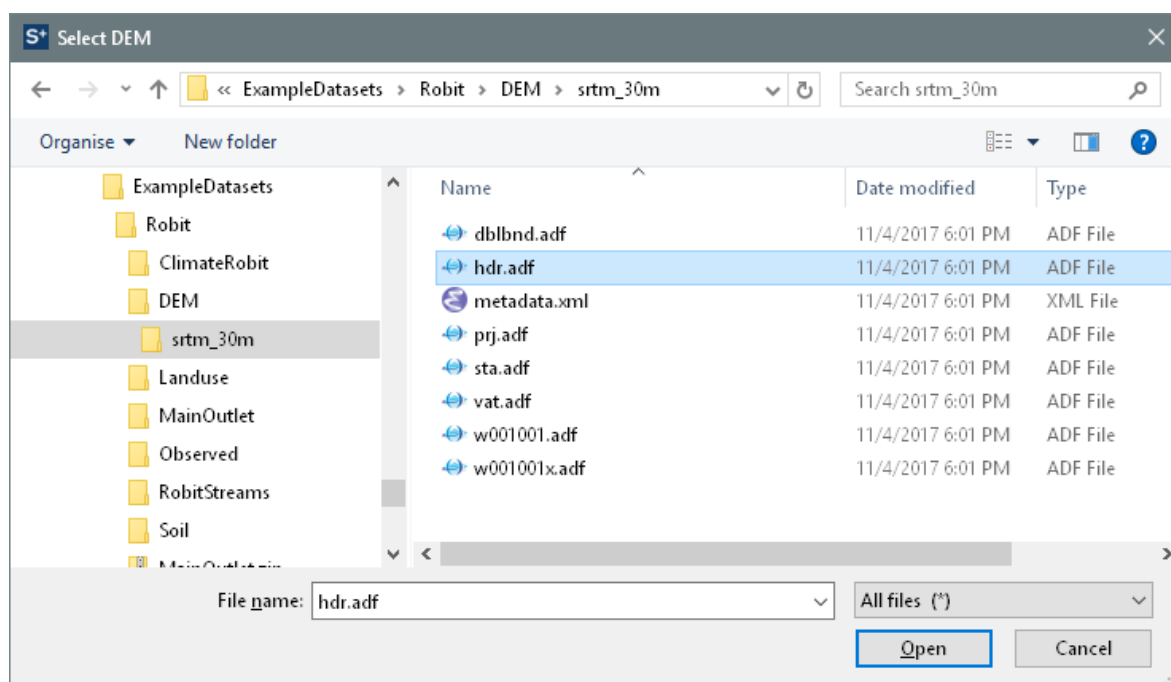 S+ Select DEM
« ExampleDatasets › Robit › DEM › srtm_30m Search srtm_30m
Organise New folder ?
ExampleDatasets
Robit
ClimateRobit
DEM
srtm_30m
Landuse
MainOutlet
Observed
RobitStreams
Soil
Name Date modified Type
dblbnd.adf 11/4/2017 6:01 PM ADF File
hdr.adf 11/4/2017 6:01 PM ADF File
metadata.xml 11/4/2017 6:01 PM XML File
prj.adf 11/4/2017 6:01 PM ADF File
sta.adf 11/4/2017 6:01 PM ADF File
vat.adf 11/4/2017 6:01 PM ADF File
w001001.adf 11/4/2017 6:01 PM ADF File
w001001x.adf 11/4/2017 6:01 PM ADF File
File name: hdr.adf All files (*)
Open Cancel